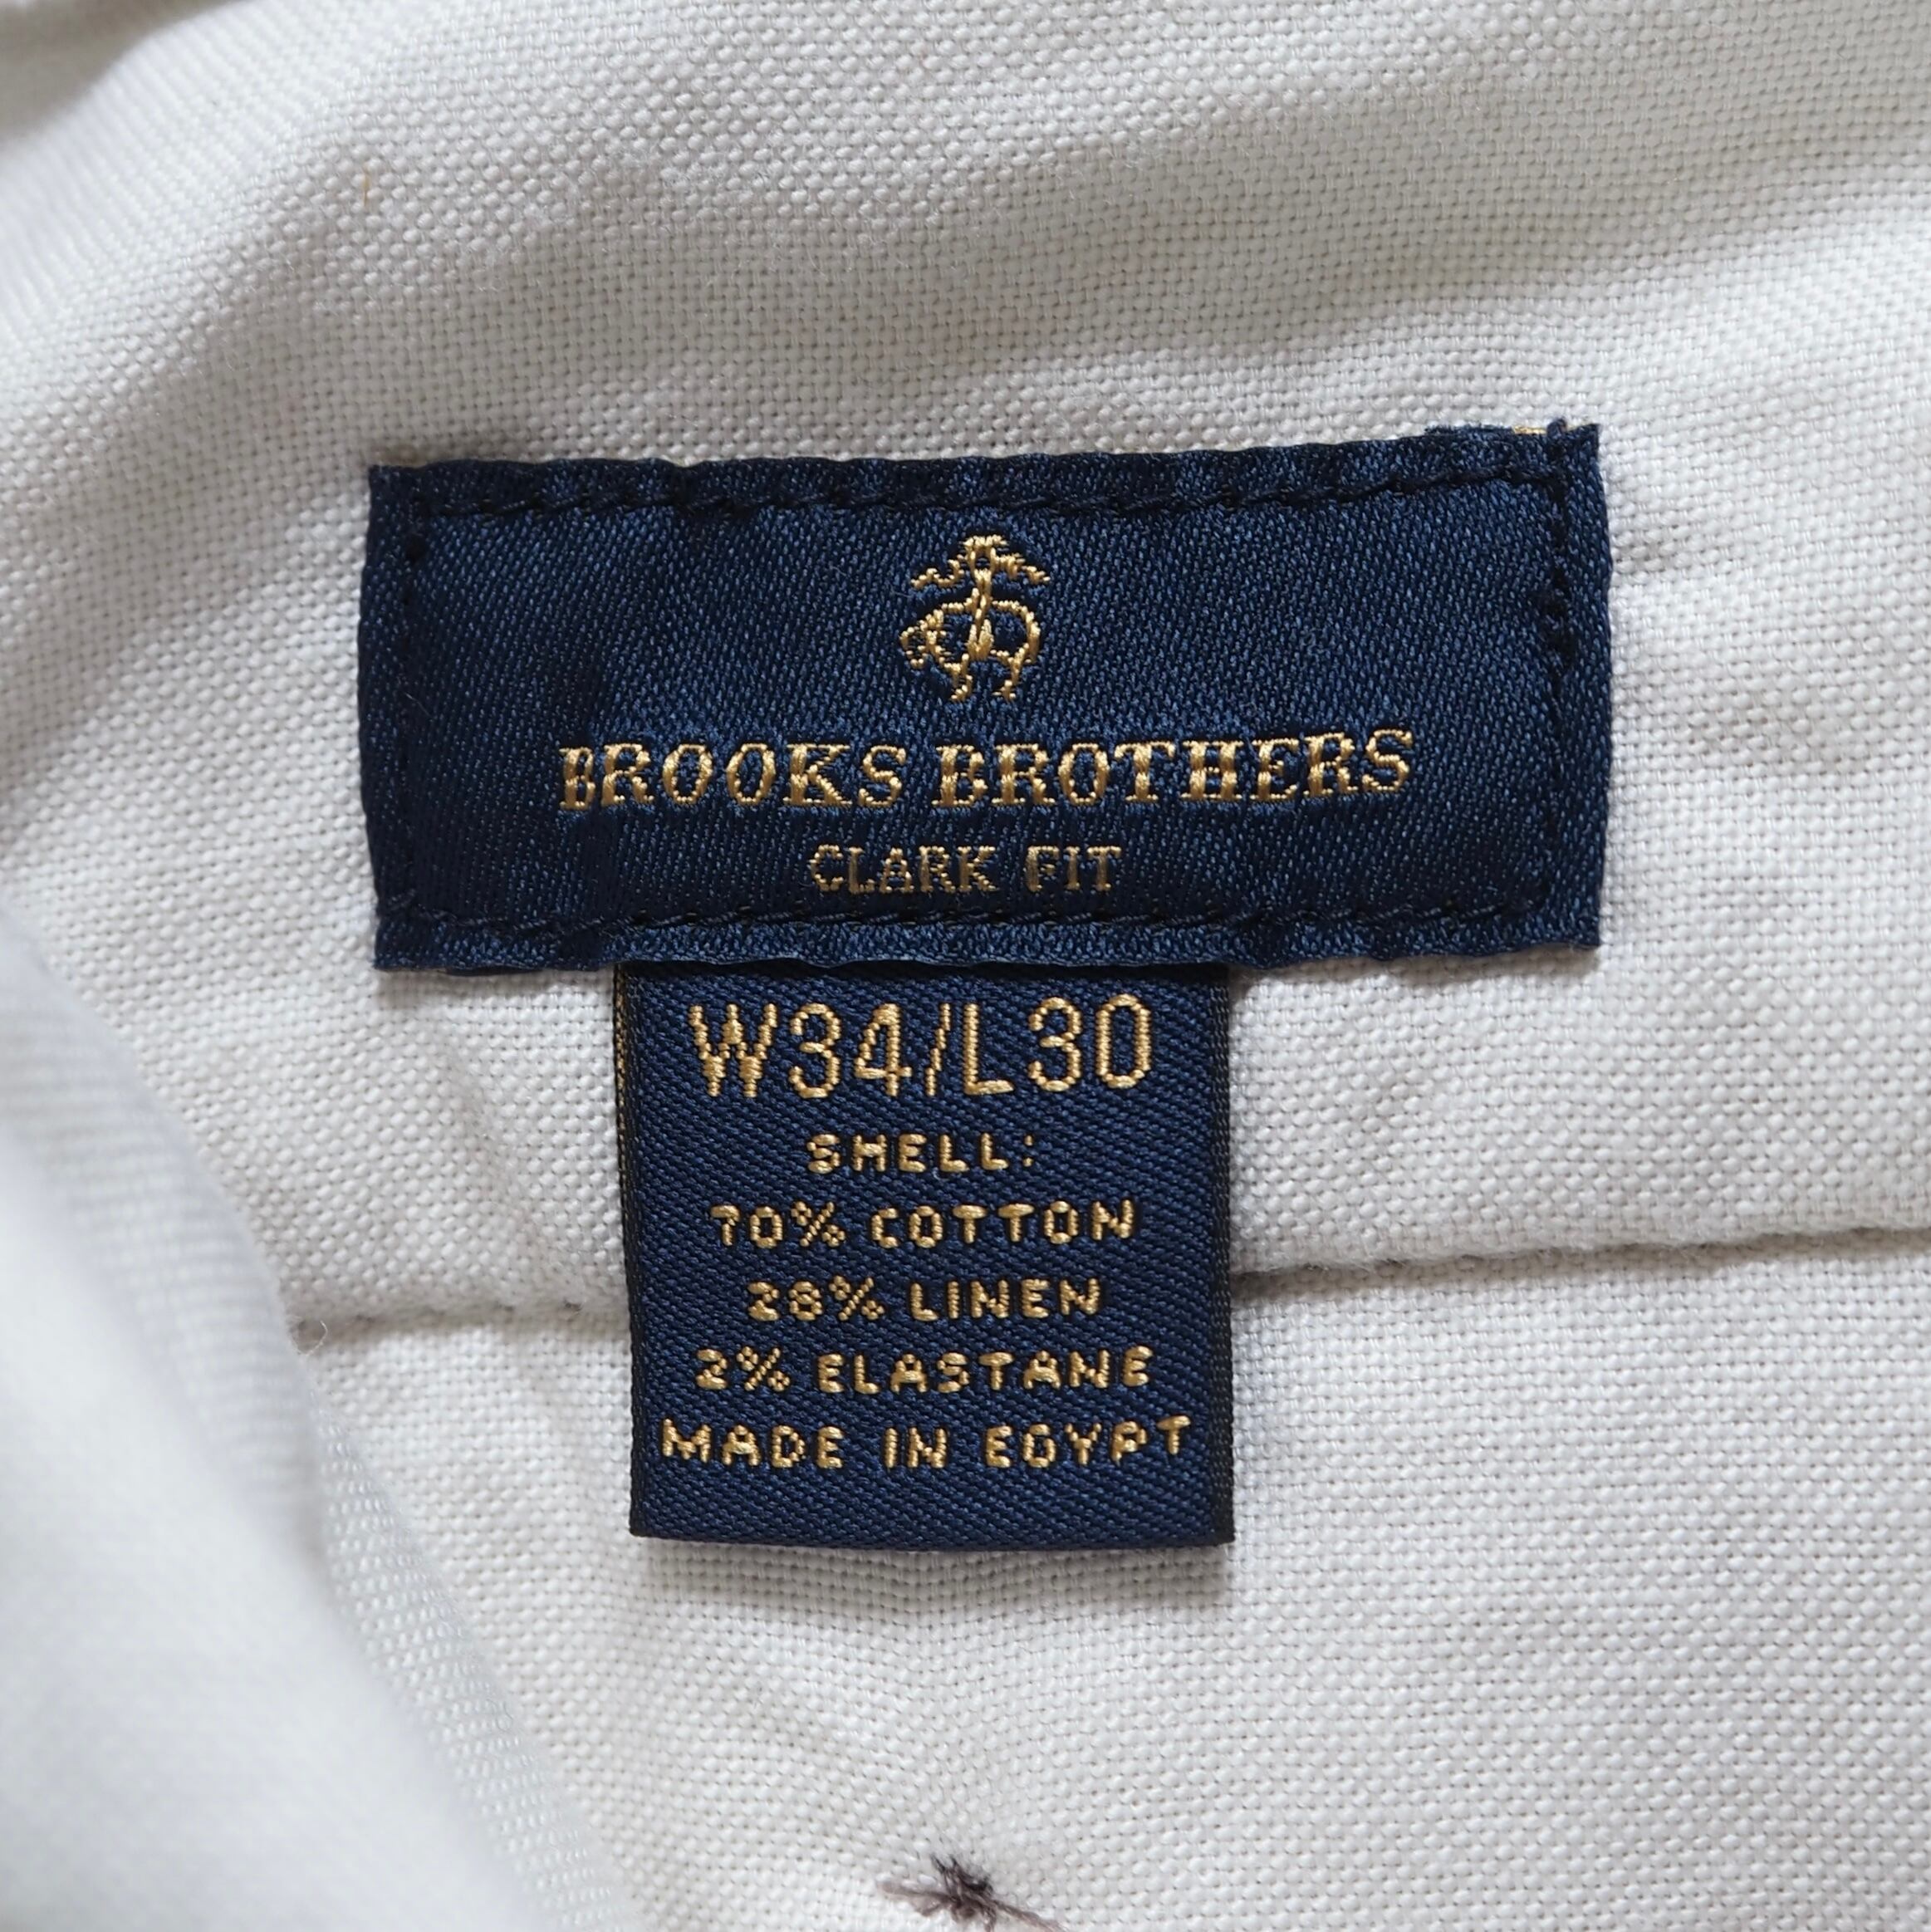 BROOKS BROTHERS
CLARK FIT
W34/L30
SHELL:
70% COTTON
28% LINEN
2% ELASTANE
MADE IN EGYPT